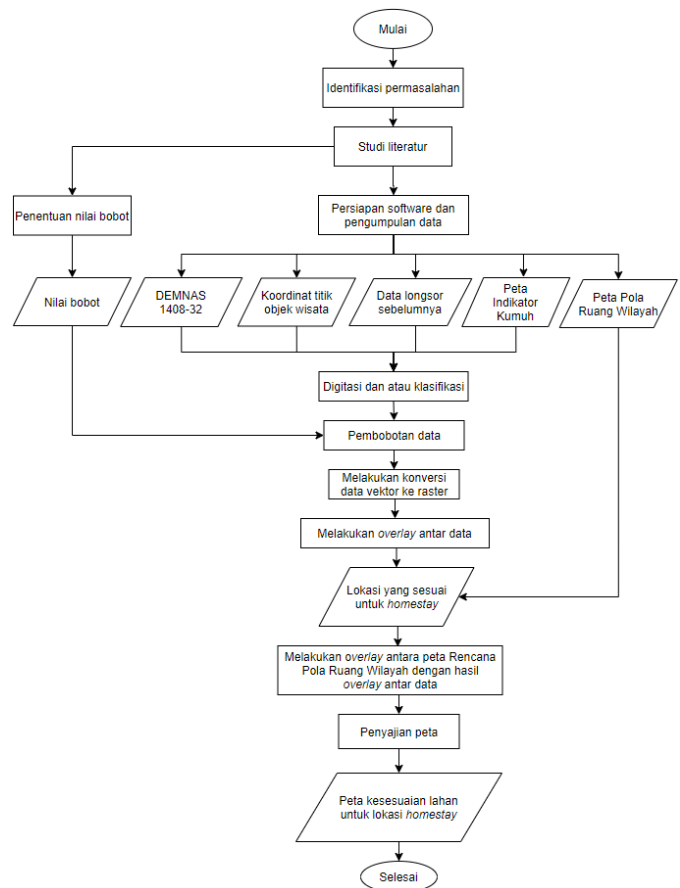 Mulai
Identifikasi permasalahan
Studi literatur
Penentuan nilai bobot
Persiapan software dan
pengumpulan data
Nilai bobot
DEMNAS
1408-32
Koordinat titik
objek wisata
Data longsor
sebelumnya
Peta
Indikator
Kumuh
Peta Pola
Ruang Wilayah
Digitasi dan atau klasifikasi
Pembobotan data
Melakukan konversi
data vektor ke raster
Melakukan overlay antar data
Lokasi yang sesuai
untuk homestay
Melakukan overlay antara peta Rencana
Pola Ruang Wilayah dengan hasil
overlay antar data
Penyajian peta
Peta kesesuaian lahan
untuk lokasi homestay
Selesai